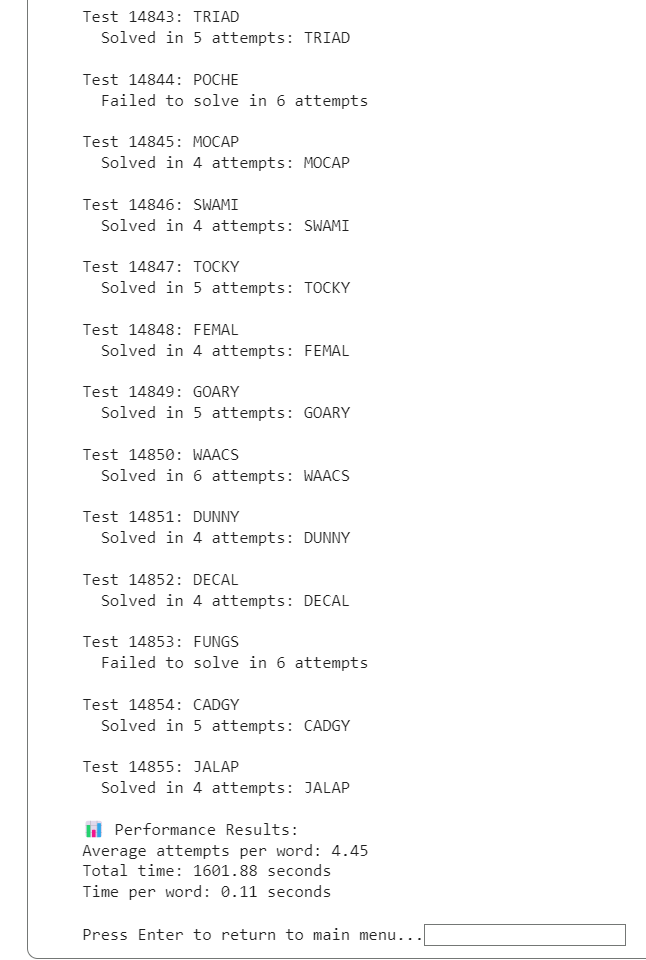 Test 14843: TRIAD
Solved in 5 attempts: TRIAD
Test 14844: POCHE
Failed to solve in 6 attempts
Test 14845: MOCAP
Solved in 4 attempts: MOCAP
Test 14846: SWAMI
Solved in 4 attempts: SWAMI
Test 14847: TOCKY
Solved in 5 attempts: TOCKY
Test 14848: FEMAL
Solved in 4 attempts: FEMAL
Test 14849: GOARY
Solved in 5 attempts: GOARY
Test 14850: WAACS
Solved in 6 attempts: WAACS
Test 14851: DUNNY
Solved in 4 attempts: DUNNY
Test 14852: DECAL
Solved in 4 attempts: DECAL
Test 14853: FUNGS
Failed to solve in 6 attempts
Test 14854: CADGY
Solved in 5 attempts: CADGY
Test 14855: JALAP
Solved in 4 attempts: JALAP
📊 Performance Results:
Average attempts per word: 4.45
Total time: 1601.88 seconds
Time per word: 0.11 seconds
Press Enter to return to main menu...